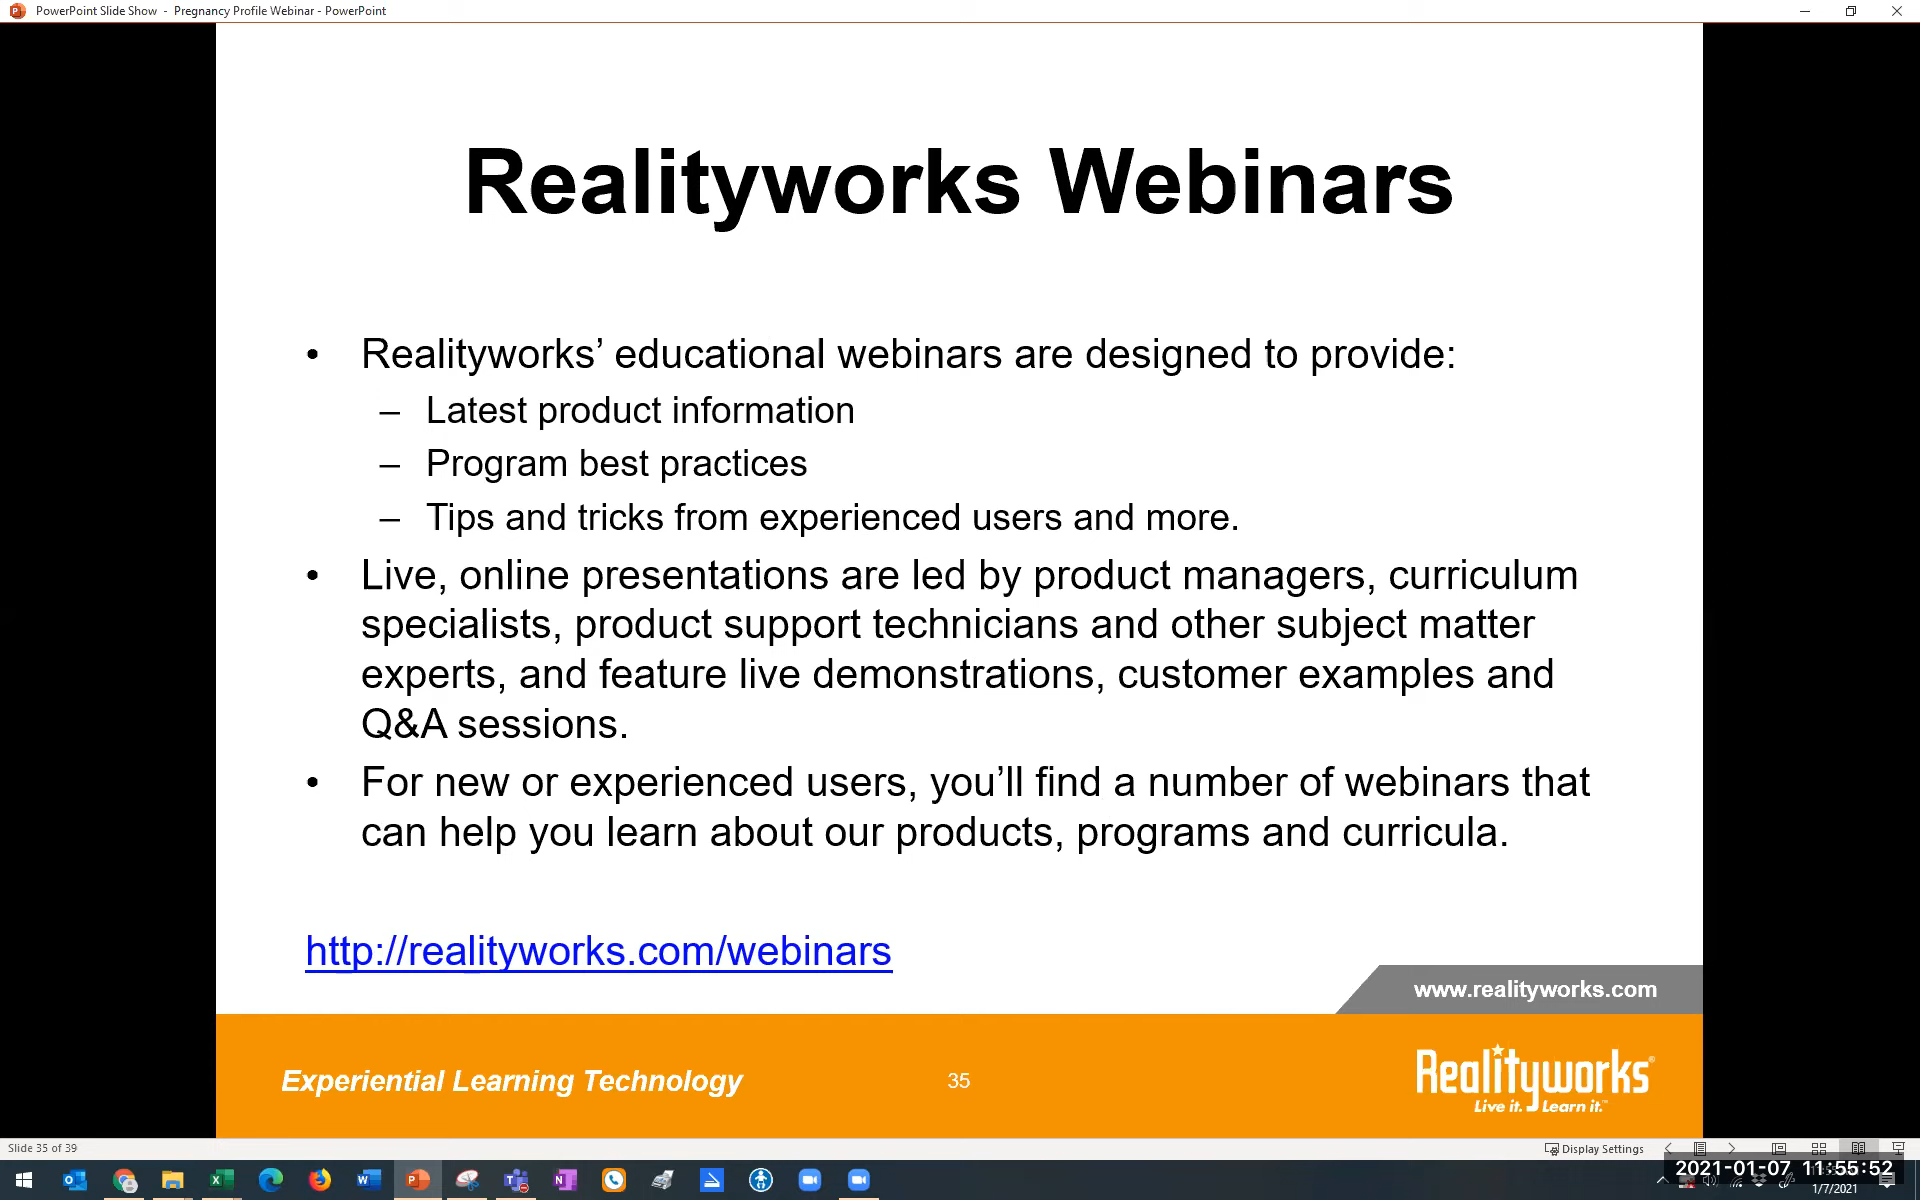 PowerPoint Slide Show - Pregnancy Profile Webinar - PowerPoint
Realityworks Webinars
• Realityworks’ educational webinars are designed to provide:
– Latest product information
– Program best practices
– Tips and tricks from experienced users and more.
• Live, online presentations are led by product managers, curriculum
specialists, product support technicians and other subject matter
experts, and feature live demonstrations, customer examples and
Q&A sessions.
• For new or experienced users, you’ll find a number of webinars that
can help you learn about our products, programs and curricula.
http://realityworks.com/webinars
www.realityworks.com
Experiential Learning Technology
35
Realityworks®
Live it. Learn it.™
Slide 35 of 39
Display Settings
2021-01-07 11:55:52
1/7/2021